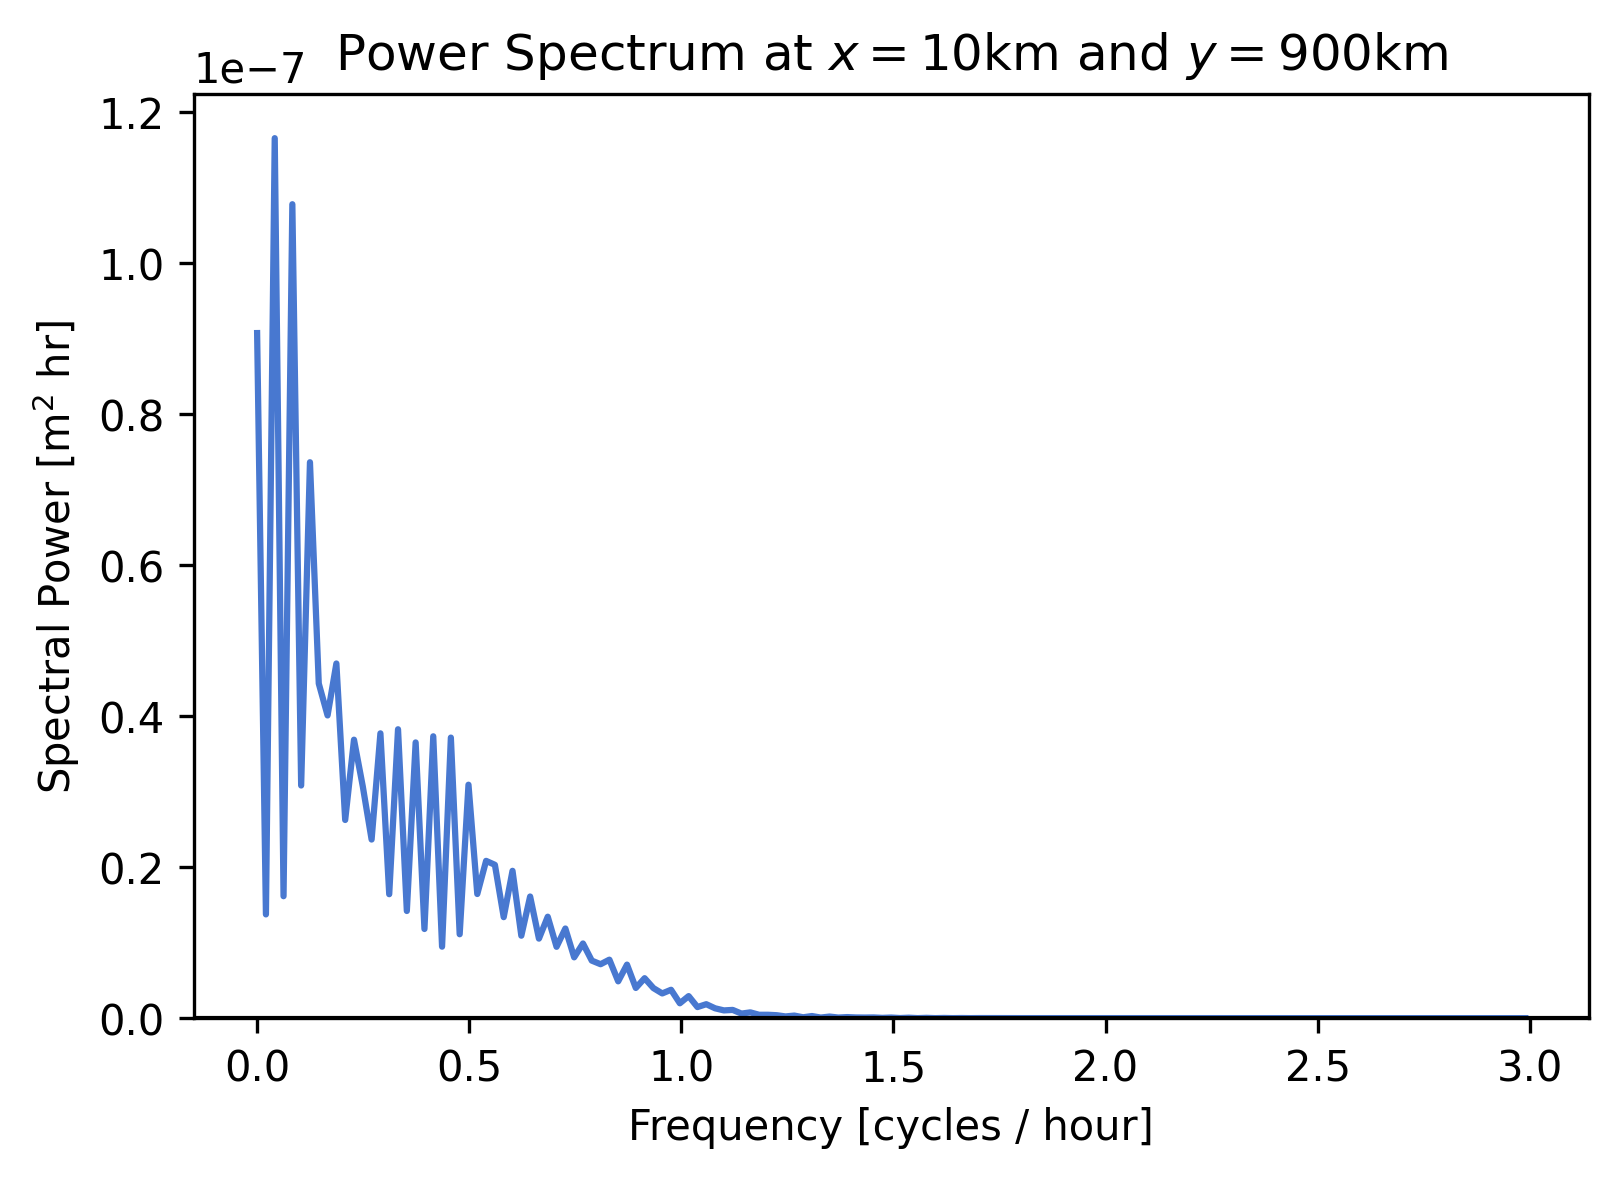 Power Spectrum at x = 10km and y = 900km
1e−7
1.2
1.0
0.8
0.6
0.4
0.2
0.0
Spectral Power [m² hr]
0.0 0.5 1.0 1.5 2.0 2.5 3.0
Frequency [cycles / hour]